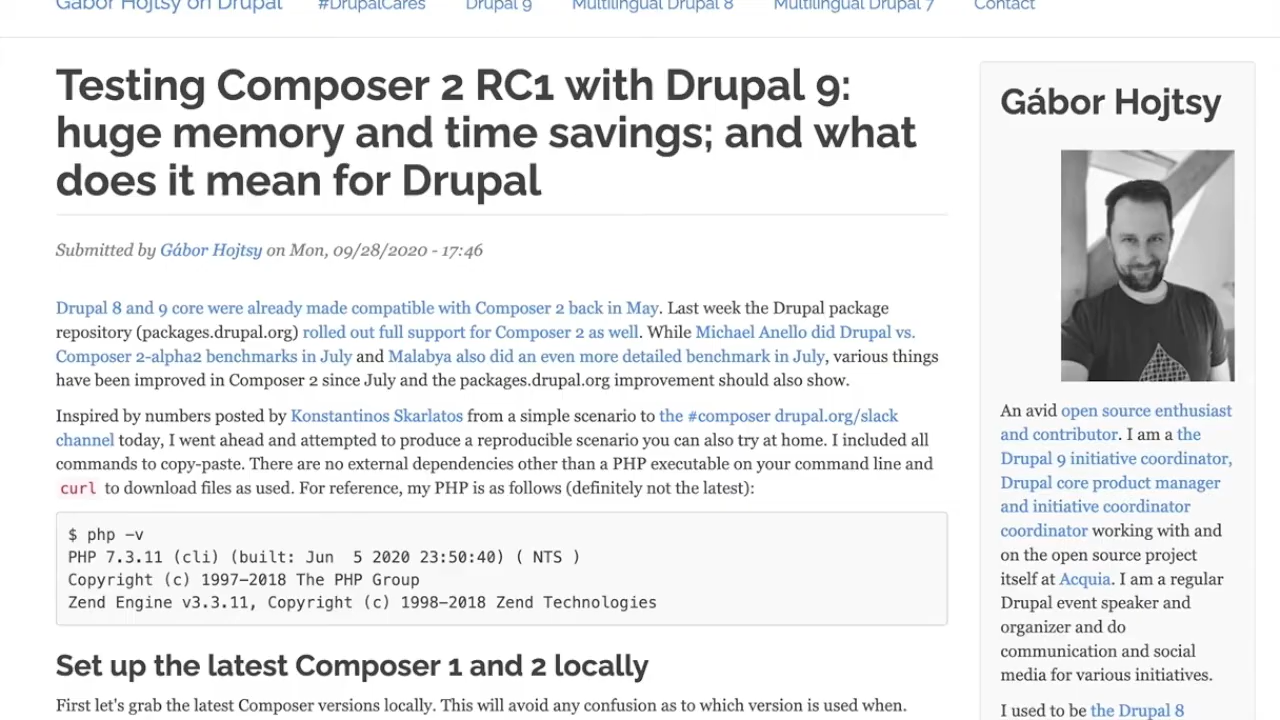 Gábor Hojtsy on Drupal #DrupalCares Drupal 9 Multilingual Drupal 8 Multilingual Drupal 7 Contact
Testing Composer 2 RC1 with Drupal 9:
huge memory and time savings; and what
does it mean for Drupal
Submitted by Gábor Hojtsy on Mon, 09/28/2020 - 17:46
Drupal 8 and 9 core were already made compatible with Composer 2 back in May. Last week the Drupal package
repository (packages.drupal.org) rolled out full support for Composer 2 as well. While Michael Anello did Drupal vs.
Composer 2-alpha2 benchmarks in July and Malabya also did an even more detailed benchmark in July, various things
have been improved in Composer 2 since July and the packages.drupal.org improvement should also show.
Inspired by numbers posted by Konstantinos Skarlatos from a simple scenario to the #composer drupal.org/slack
channel today, I went ahead and attempted to produce a reproducible scenario you can also try at home. I included all
commands to copy-paste. There are no external dependencies other than a PHP executable on your command line and
curl to download files as used. For reference, my PHP is as follows (definitely not the latest):
$ php -v
PHP 7.3.11 (cli) (built: Jun  5 2020 23:50:40) ( NTS )
Copyright (c) 1997-2018 The PHP Group
Zend Engine v3.3.11, Copyright (c) 1998-2018 Zend Technologies
Set up the latest Composer 1 and 2 locally
First let's grab the latest Composer versions locally. This will avoid any confusion as to which version is used when.
Gábor Hojtsy
An avid open source enthusiast
and contributor. I am a the
Drupal 9 initiative coordinator,
Drupal core product manager
and initiative coordinator
coordinator working with and
on the open source project
itself at Acquia. I am a regular
Drupal event speaker and
organizer and do
communication and social
media for various initiatives.
I used to be the Drupal 8